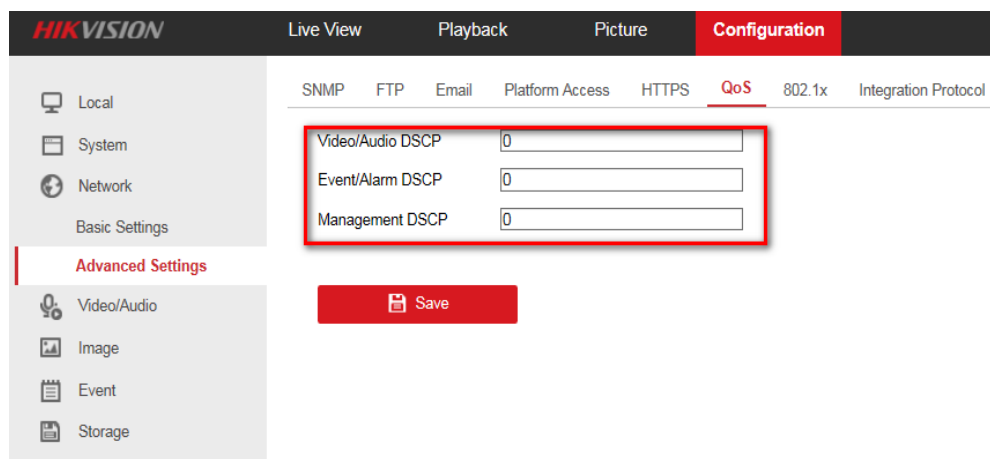 HIKVISION Live View Playback Picture Configuration
SNMP FTP Email Platform Access HTTPS QoS 802.1x Integration Protocol
Local
System
Network
Basic Settings
Advanced Settings
Video/Audio
Image
Event
Storage
Video/Audio DSCP 0
Event/Alarm DSCP 0
Management DSCP 0
Save